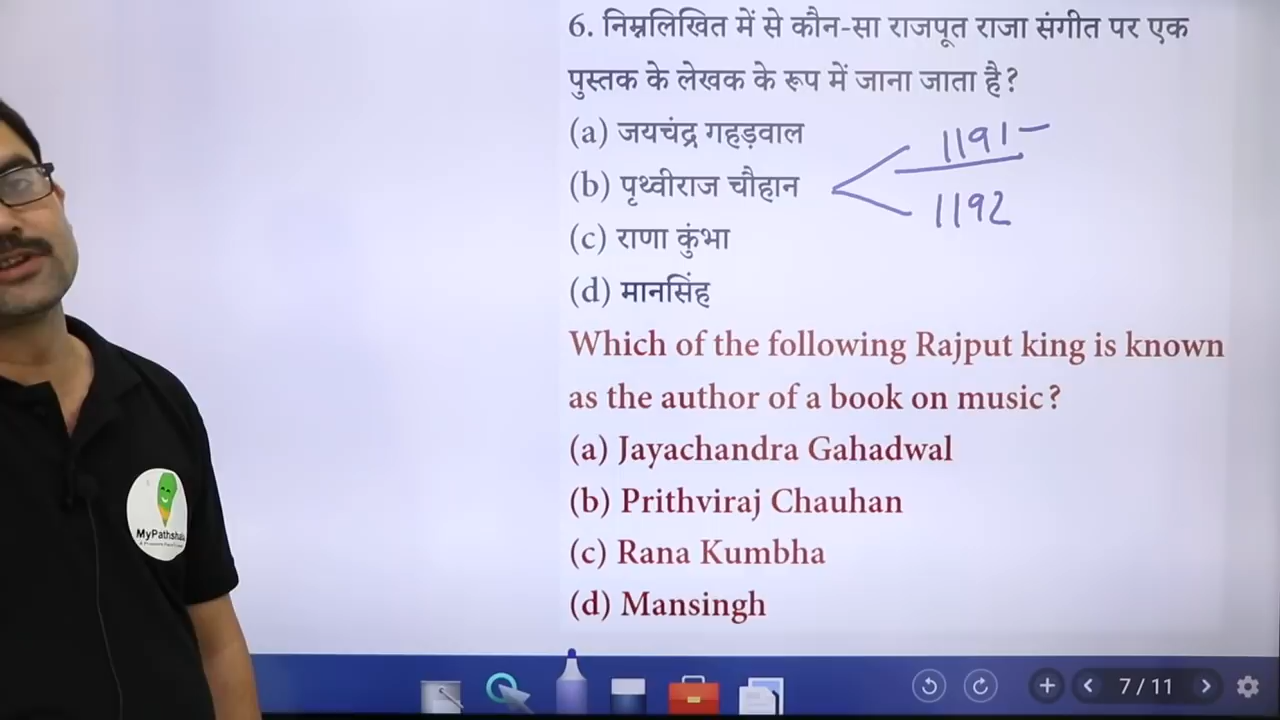 6. निम्नलिखित में से कौन-सा राजपूत राजा संगीत पर एक
पुस्तक के लेखक के रूप में जाना जाता है?
(a) जयचंद्र गहड़वाल
(b) पृथ्वीराज चौहान
1191
1192
(c) राणा कुंभा
(d) मानसिंह
Which of the following Rajput king is known
as the author of a book on music?
(a) Jayachandra Gahadwal
(b) Prithviraj Chauhan
(c) Rana Kumbha
(d) Mansingh
7 / 11